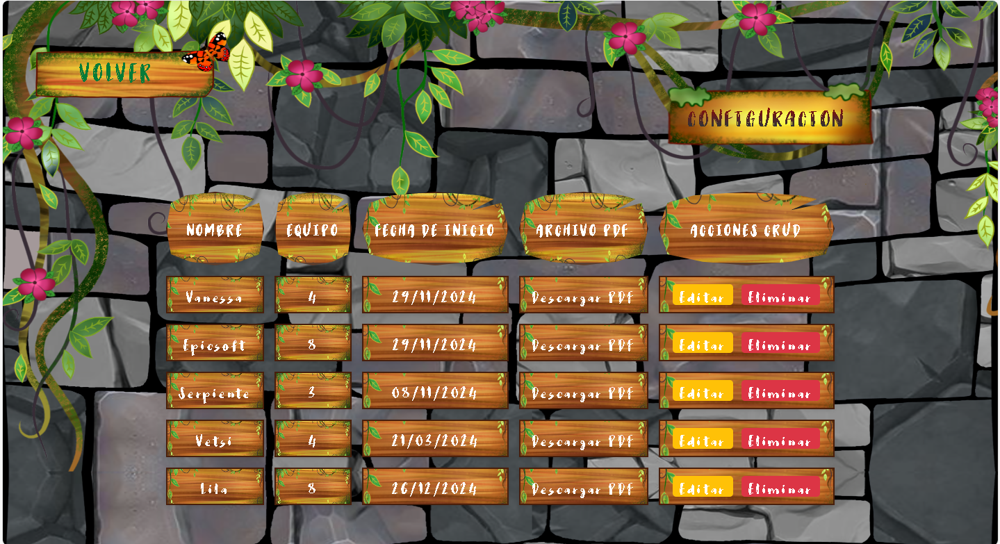 VOLVER
CONFIGURACION
NOMBRE EQUIPO FECHA DE INICIO ARCHIVO PDF ACCIONES CRUD
Vanessa 4 29/11/2024 Descargar PDF Editar Eliminar
Epicsoft 8 29/11/2024 Descargar PDF Editar Eliminar
Serpiente 3 08/11/2024 Descargar PDF Editar Eliminar
Vetsi 4 21/03/2024 Descargar PDF Editar Eliminar
Lila 8 26/12/2024 Descargar PDF Editar Eliminar